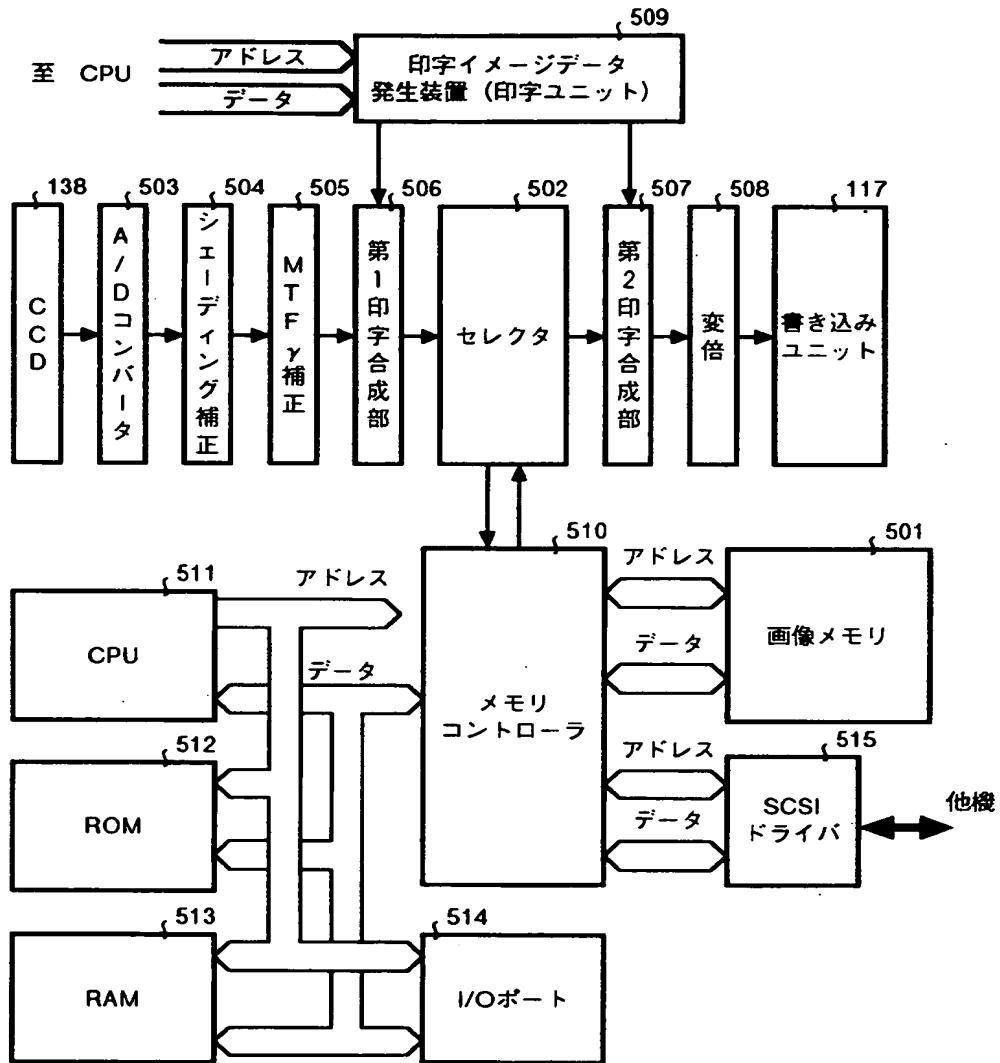 509
至 CPU
アドレス
データ
印字イメージデータ
発生装置（印字ユニット）
138
503
504
505
506
502
507
508
117
CCD
A/Dコンバータ
シェーディング補正
MTFγ補正
第1印字合成部
セレクタ
第2印字合成部
変倍
書き込み
ユニット
510
501
511
アドレス
アドレス
CPU
データ
データ
画像メモリ
メモリ
コントローラ
512
アドレス
515
ROM
データ
SCSI
ドライバ
他機
513
514
RAM
I/Oポート